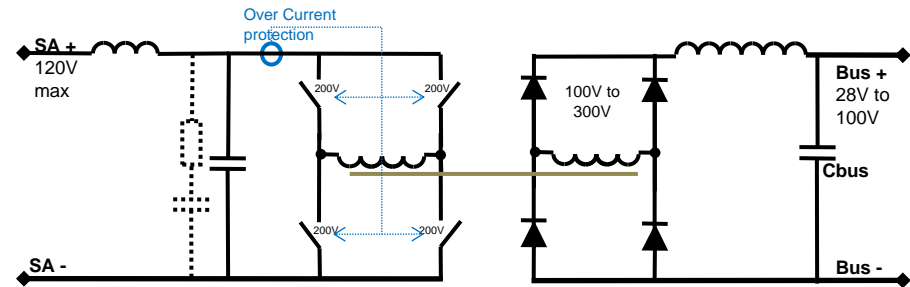 Over Current
protection
SA +
120V
max
200V
200V
100V to
300V
Bus +
28V to
100V
Cbus
200V
200V
SA -
Bus -